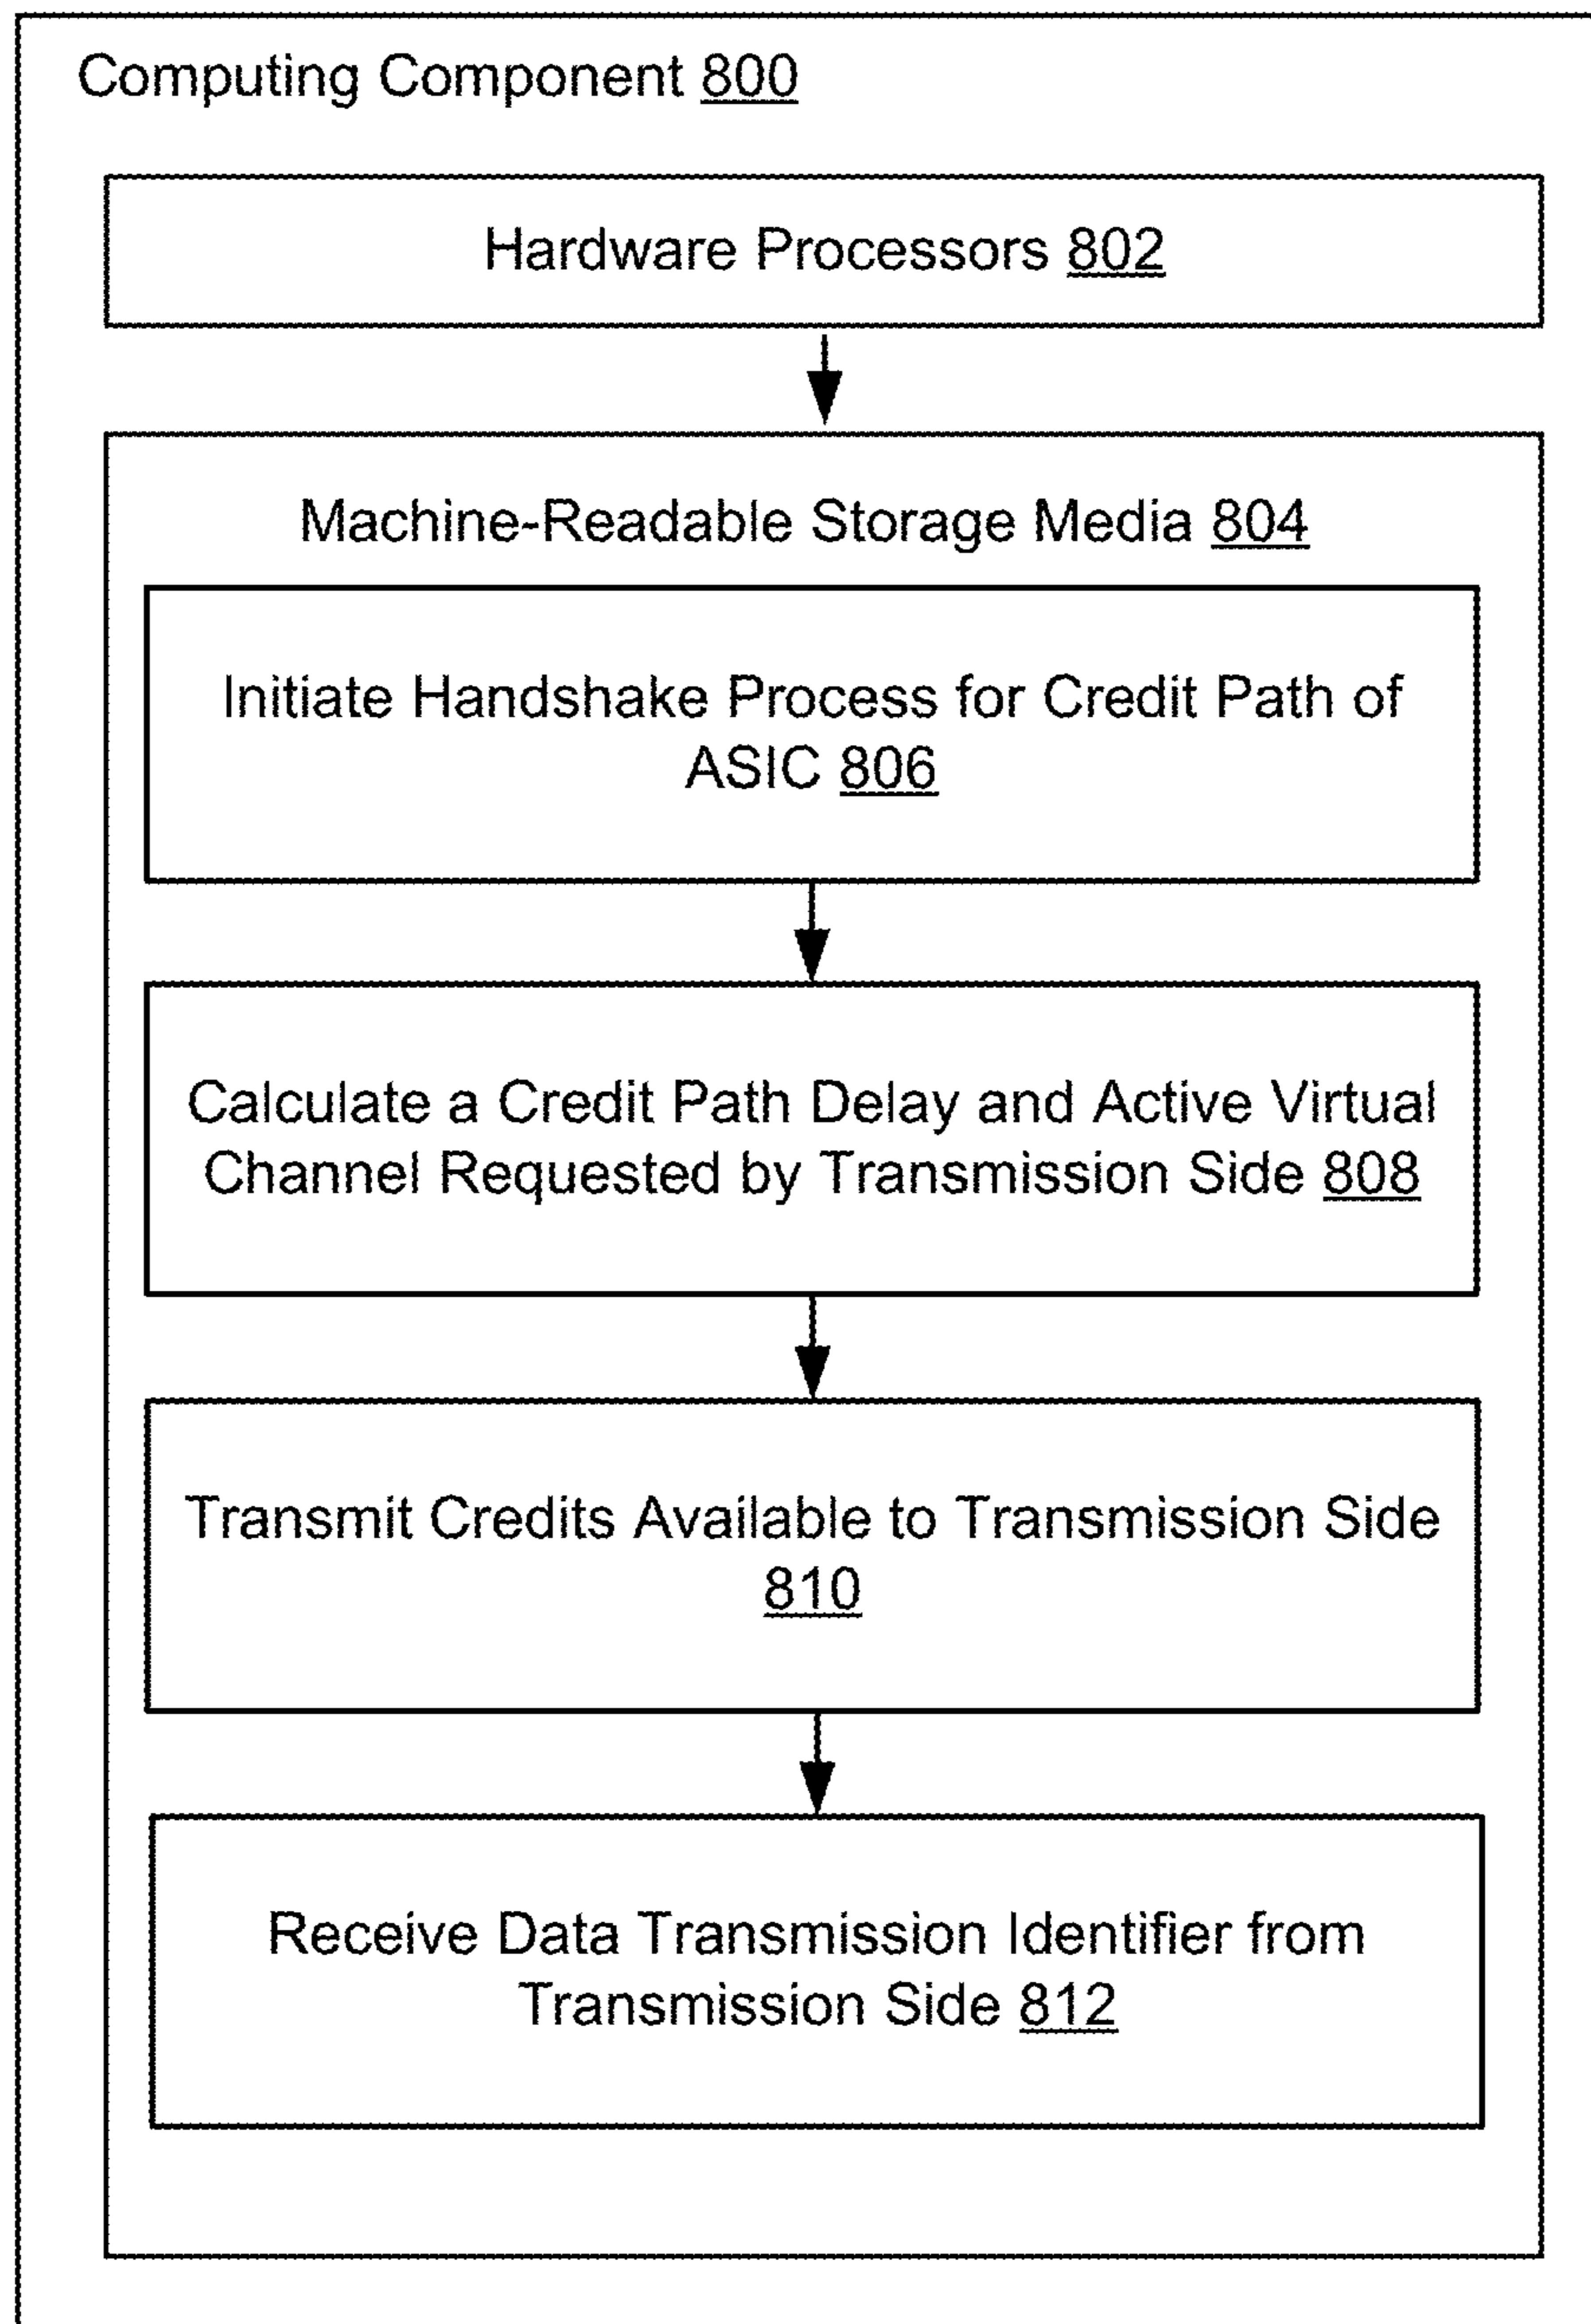 Computing Component 800
Hardware Processors 802
Machine-Readable Storage Media 804
Initiate Handshake Process for Credit Path of
ASIC 806
Calculate a Credit Path Delay and Active Virtual
Channel Requested by Transmission Side 808
Transmit Credits Available to Transmission Side
810
Receive Data Transmission Identifier from
Transmission Side 812